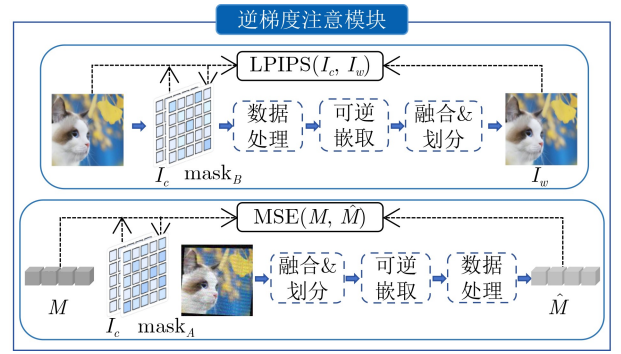 逆梯度注意模块
LPIPS(I_c, I_w)
数据
处理
可逆
嵌取
融合&
划分
I_c
mask_B
I_w
MSE(M, M̂)
融合&
划分
可逆
嵌取
数据
处理
M
I_c
mask_A
M̂